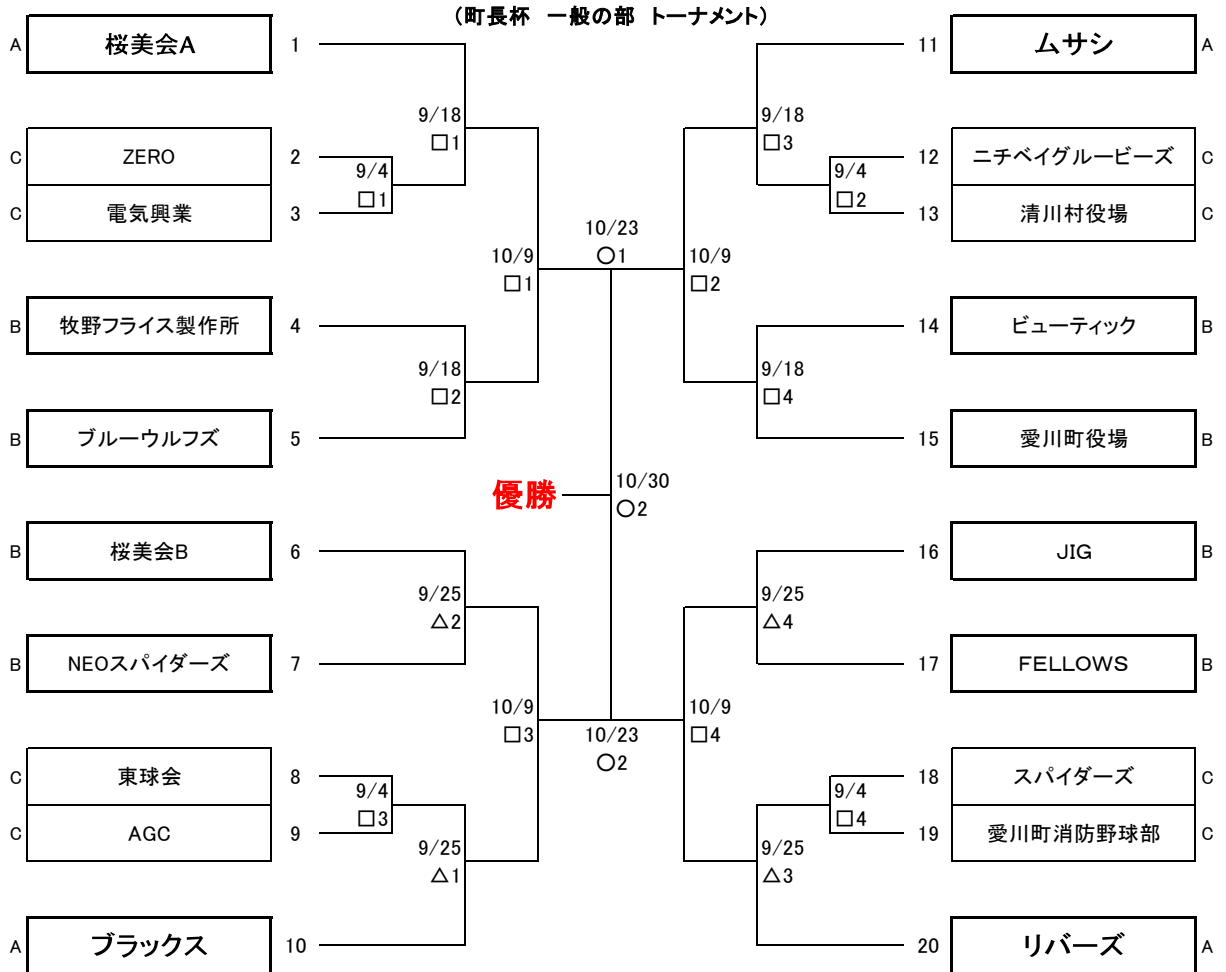 （町長杯　一般の部　トーナメント）
A 桜美会A 1
11 ムサシ A
9/18
□1
9/18
□3
C ZERO 2
12 ニチベイグルービーズ C
9/4
□1
9/4
□2
C 電気興業 3
13 清川村役場 C
10/23
○1
10/9
□1
10/9
□2
B 牧野フライス製作所 4
14 ビューティック B
9/18
□2
9/18
□4
B ブルーウルフズ 5
15 愛川町役場 B
優勝
10/30
○2
B 桜美会B 6
16 JIG B
9/25
△2
9/25
△4
B NEOスパイダーズ 7
17 FELLOWS B
10/9
□3
10/9
□4
10/23
○2
C 東球会 8
18 スパイダーズ C
9/4
□3
9/4
□4
C AGC 9
19 愛川町消防野球部 C
9/25
△1
9/25
△3
A ブラックス 10
20 リバーズ A